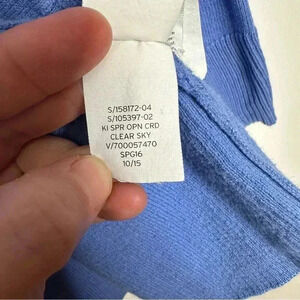 S/158172-04
S/105397-02
KI SPR OPN CRD
CLEAR SKY
V/700057470
SPG16
10/15